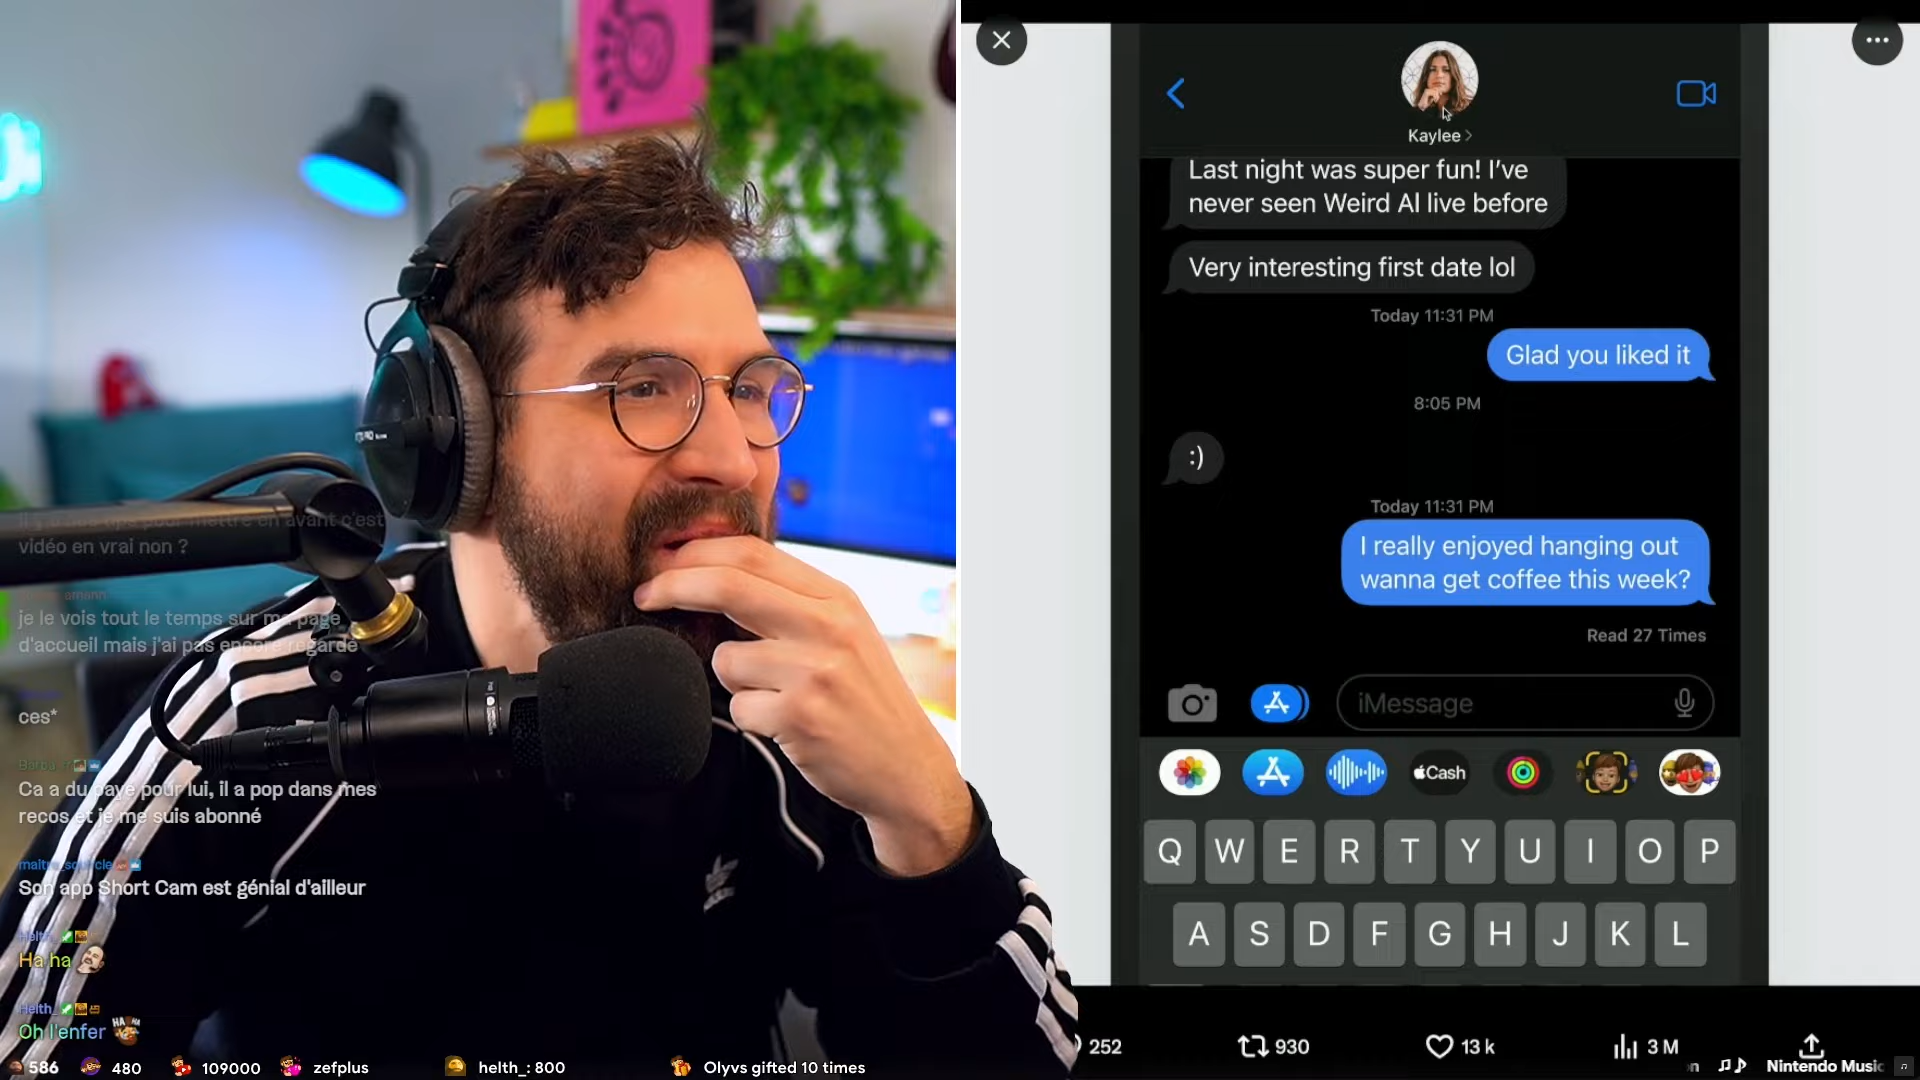 Kaylee
Last night was super fun! I've
never seen Weird Al live before
Very interesting first date lol
Today 11:31 PM
Glad you liked it
8:05 PM
:)
Today 11:31 PM
I really enjoyed hanging out
wanna get coffee this week?
Read 27 Times
iMessage
Cash
Q W E R T Y U I O P
A S D F G H J K L
252 930 13 k 3 M
vidéo en vrai non ?
je le vois tout le temps sur ma page
d'accueil mais j'ai pas encore regardé
ces*
Ca a du payé pour lui, il a pop dans mes
recos et je me suis abonné
Son app Short Cam est génial d'ailleur
Helth_
Ha ha
Helth_
Oh l'enfer
HA HA
586 480 109000 zefplus helth_: 800 Olyvs gifted 10 times
Nintendo Music